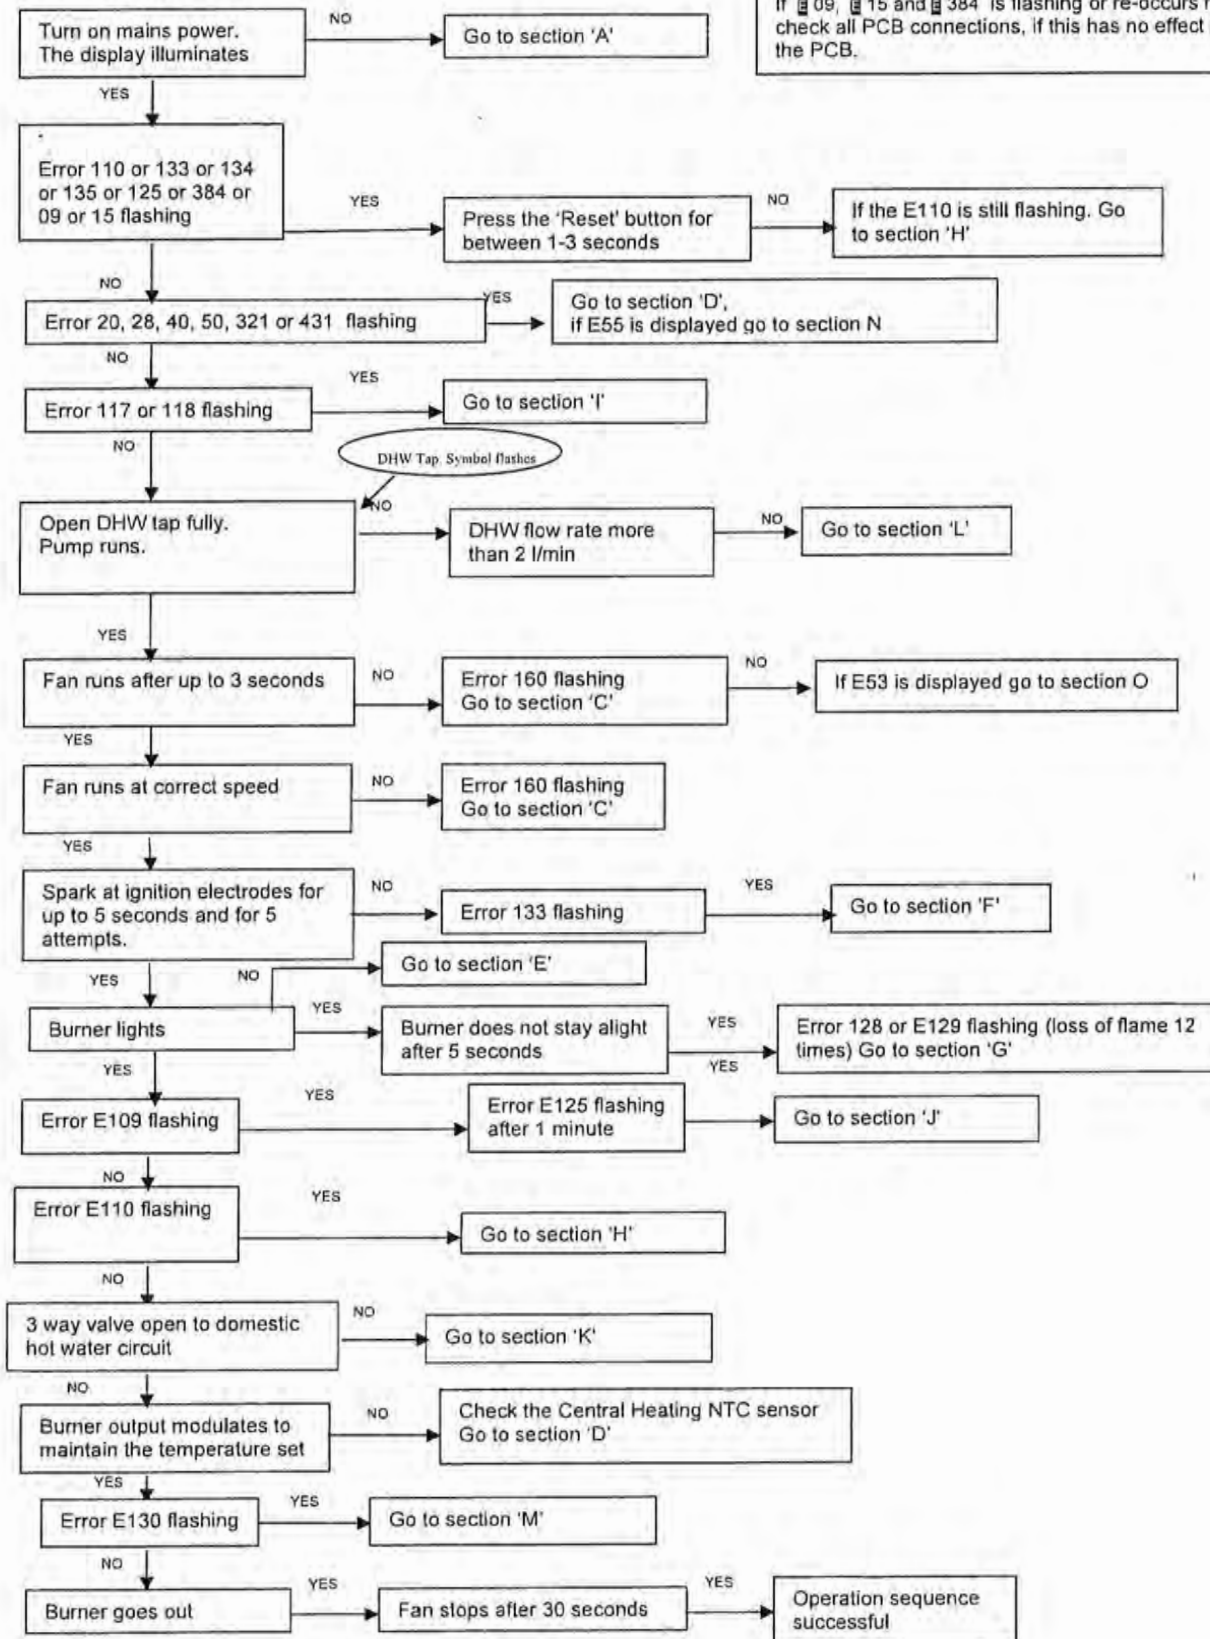 If E 09, E 15 and E 384 is flashing or re-occurs
check all PCB connections, if this has no effect
the PCB.
Turn on mains power.
The display illuminates
NO
Go to section 'A'
YES
Error 110 or 133 or 134
or 135 or 125 or 384 or
09 or 15 flashing
YES
Press the 'Reset' button for
between 1-3 seconds
NO
If the E110 is still flashing. Go
to section 'H'
NO
Error 20, 28, 40, 50, 321 or 431 flashing
YES
Go to section 'D',
if E55 is displayed go to section N
NO
Error 117 or 118 flashing
YES
Go to section 'I'
NO
DHW Tap. Symbol flashes
Open DHW tap fully.
Pump runs.
NO
DHW flow rate more
than 2 l/min
NO
Go to section 'L'
YES
Fan runs after up to 3 seconds
NO
Error 160 flashing
Go to section 'C'
NO
If E53 is displayed go to section O
YES
Fan runs at correct speed
NO
Error 160 flashing
Go to section 'C'
YES
Spark at ignition electrodes for
up to 5 seconds and for 5
attempts.
NO
Error 133 flashing
YES
Go to section 'F'
YES
NO
Go to section 'E'
Burner lights
YES
Burner does not stay alight
after 5 seconds
YES
YES
Error 128 or E129 flashing (loss of flame 12
times) Go to section 'G'
YES
Error E109 flashing
YES
Error E125 flashing
after 1 minute
Go to section 'J'
NO
Error E110 flashing
YES
Go to section 'H'
NO
3 way valve open to domestic
hot water circuit
NO
Go to section 'K'
NO
Burner output modulates to
maintain the temperature set
NO
Check the Central Heating NTC sensor
Go to section 'D'
YES
Error E130 flashing
YES
Go to section 'M'
NO
Burner goes out
YES
Fan stops after 30 seconds
YES
Operation sequence
successful